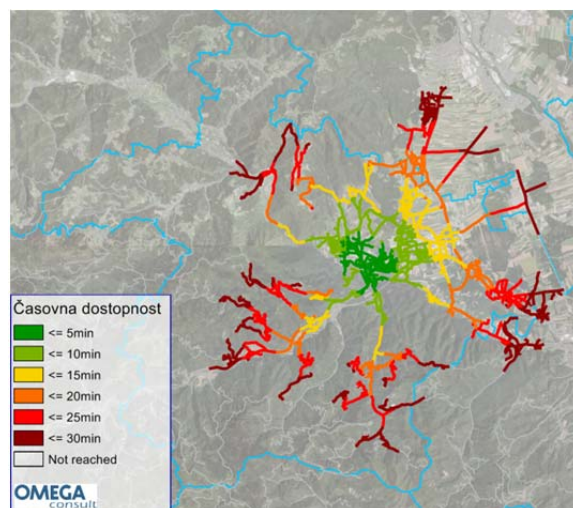 Časovna dostopnost
<= 5min
<= 10min
<= 15min
<= 20min
<= 25min
<= 30min
Not reached
OMEGA
consult